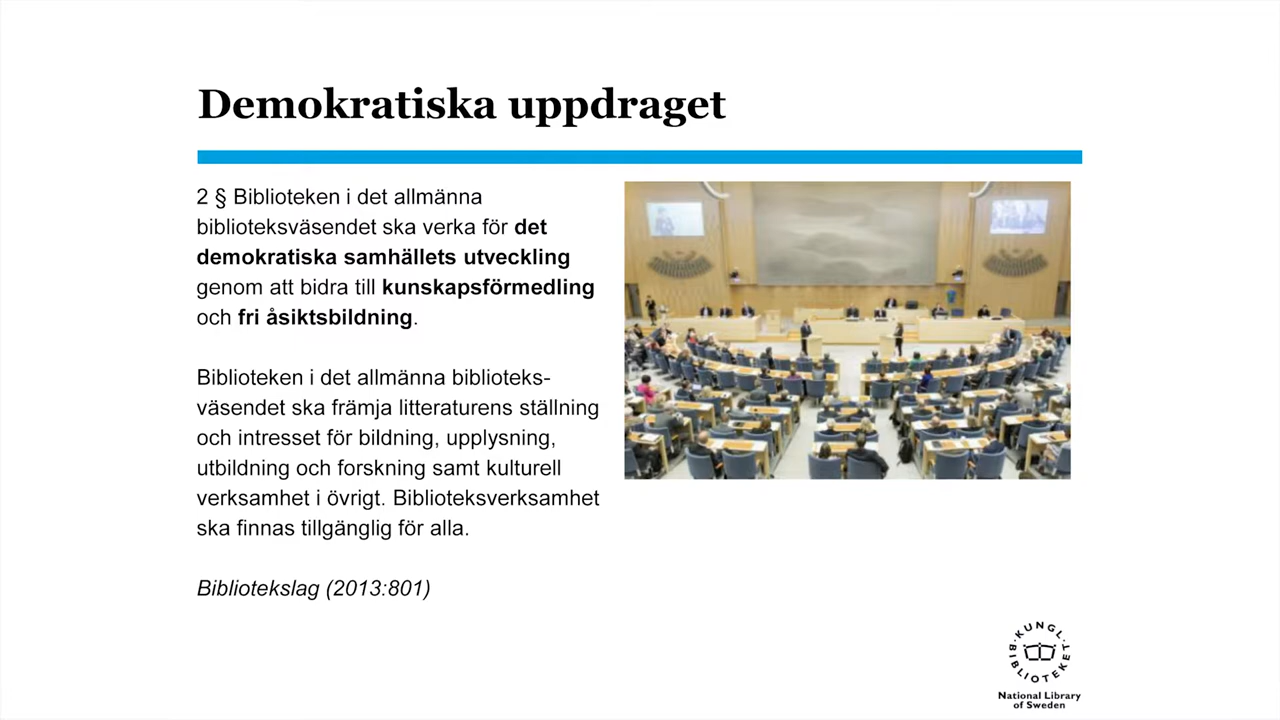 Demokratiska uppdraget
2 § Biblioteken i det allmänna
biblioteksväsendet ska verka för det
demokratiska samhällets utveckling
genom att bidra till kunskapsförmedling
och fri åsiktsbildning.
Biblioteken i det allmänna biblioteks-
väsendet ska främja litteraturens ställning
och intresset för bildning, upplysning,
utbildning och forskning samt kulturell
verksamhet i övrigt. Biblioteksverksamhet
ska finnas tillgänglig för alla.
Bibliotekslag (2013:801)
KUNGL.
BIBLIOTEKET
National Library
of Sweden